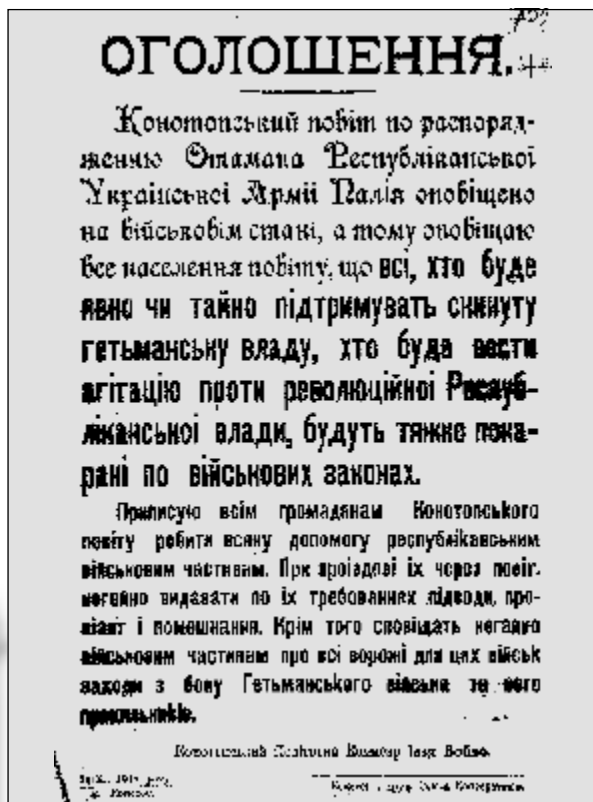 ОГОЛОШЕННЯ.
Конотопський повіт по распоряд-
женню Отамана Республіканської
Української Армії Палія оповіщено
на військовім стані, а тому оповіщаю
все населення повіту, що всі, хто буде
явно чи тайно підтримувать скинуту
гетьманську владу, хто буде вести
агітацію проти революційної Респуб-
ліканської влади, будуть тяжко пока-
рані по військових законах.
Приписую всім громадянам Конотопського
повіту робити всяку допомогу республіканським
військовим частинам. При проїздові їх через повіт
негайно видавати по їх требованнях підводи, про-
візант і помешкання. Крім того сповіщать негайно
військовим частинам про всі ворожі для цих військ
заходи з боку Гетьманського війська та його
прихильників.
Конотопський Повітовий Комісар Іван Бойко.